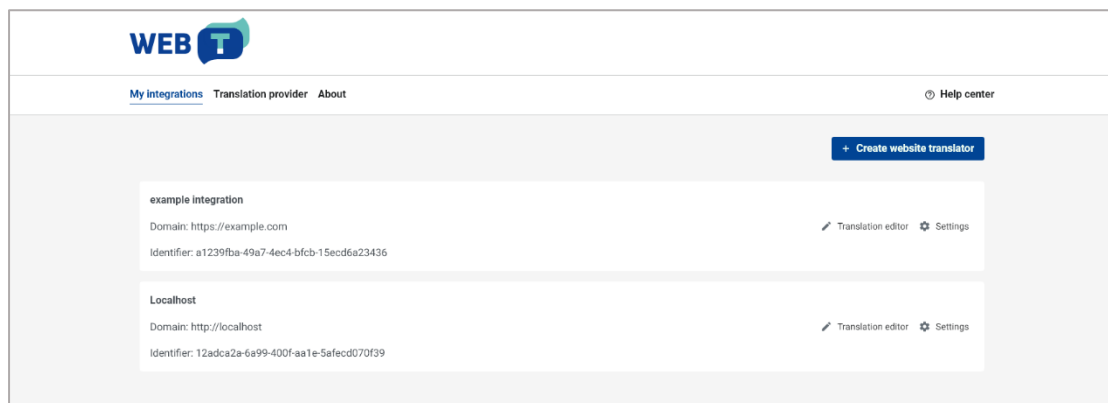 WEB T
My integrations Translation provider About Help center
+ Create website translator
example integration
Domain: https://example.com
Translation editor Settings
Identifier: a1239fba-49a7-4ec4-bfcb-15ecd6a23436
Localhost
Domain: http://localhost
Translation editor Settings
Identifier: 12adca2a-6a99-400f-aa1e-5afecd070f39